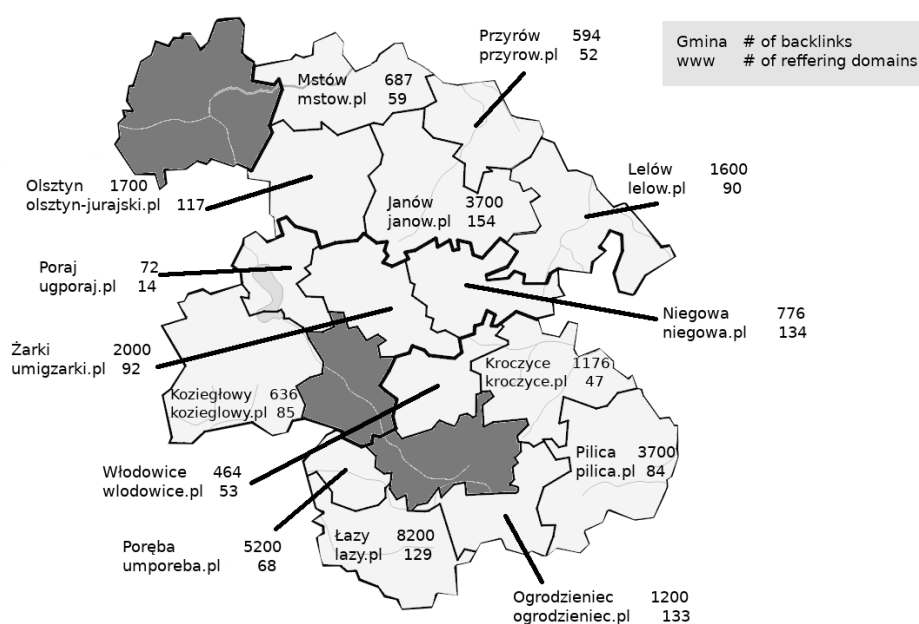 Gmina # of backlinks
www # of reffering domains
Przyrów 594
przyrow.pl 52
Mstów 687
mstow.pl 59
Lelów 1600
lelow.pl 90
Olsztyn 1700
olsztyn-jurajski.pl 117
Janów 3700
janow.pl 154
Poraj 72
ugporaj.pl 14
Niegowa 776
niegowa.pl 134
Żarki 2000
umigzarki.pl 92
Kroczyce 1176
kroczyce.pl 47
Koziegłowy 636
kozieglowy.pl 85
Pilica 3700
pilica.pl 84
Włodowice 464
wlodowice.pl 53
Poręba 5200
umporeba.pl 68
Łazy 8200
lazy.pl 129
Ogrodzieniec 1200
ogrodzieniec.pl 133